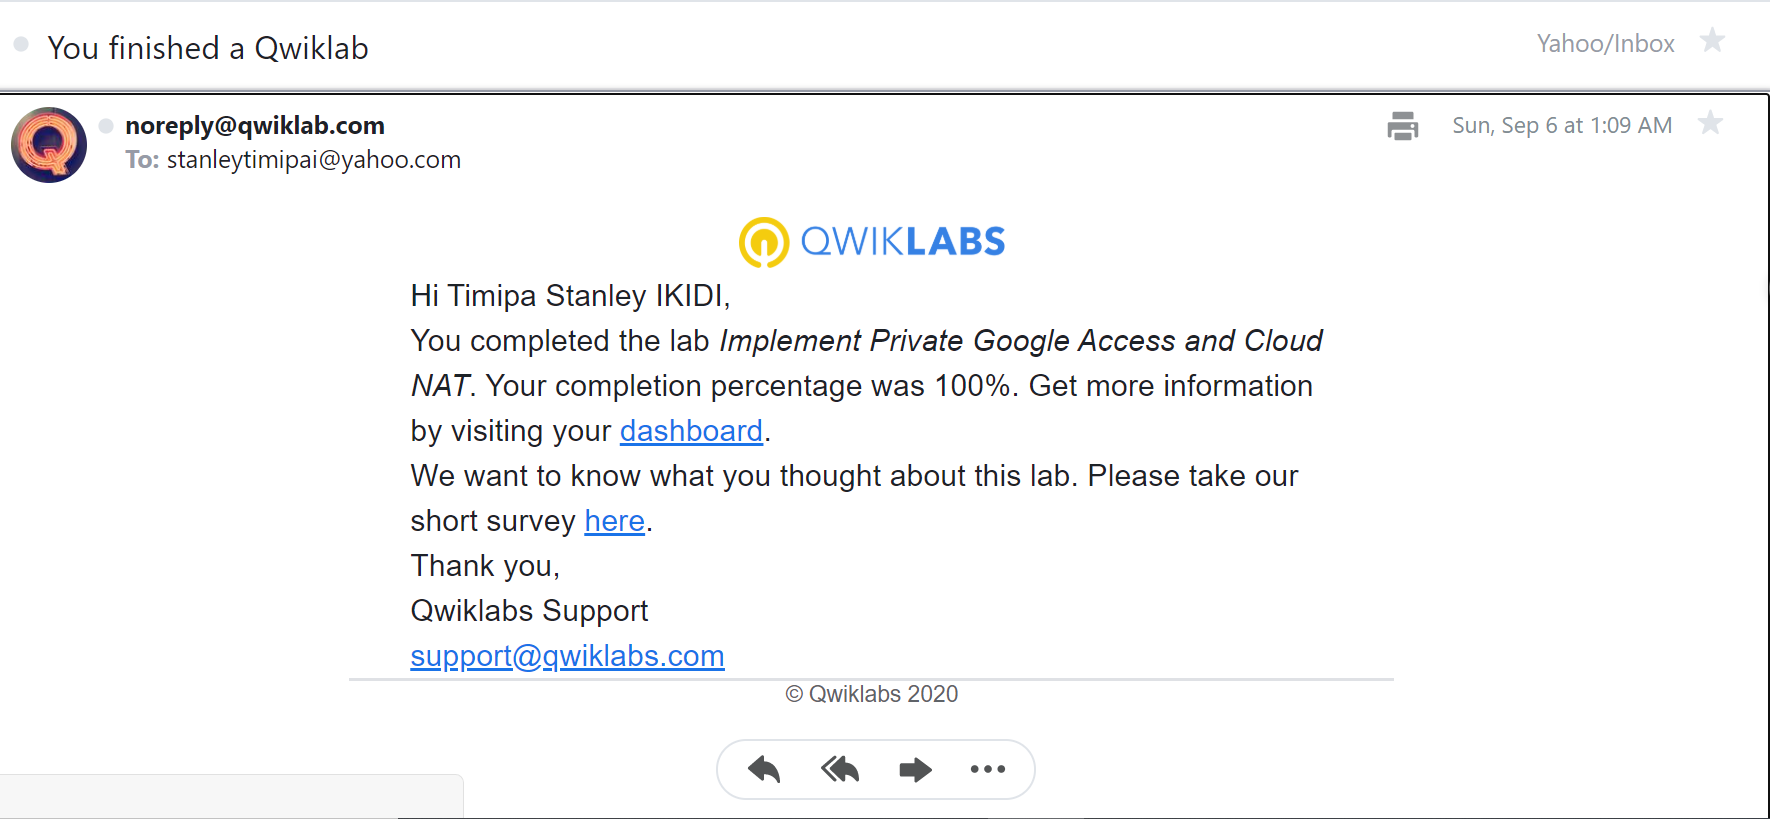 You finished a Qwiklab
Yahoo/Inbox
noreply@qwiklab.com
Sun, Sep 6 at 1:09 AM
To: stanleytimipai@yahoo.com
QWIKLABS
Hi Timipa Stanley IKIDI,
You completed the lab Implement Private Google Access and Cloud
NAT. Your completion percentage was 100%. Get more information
by visiting your dashboard.
We want to know what you thought about this lab. Please take our
short survey here.
Thank you,
Qwiklabs Support
support@qwiklabs.com
© Qwiklabs 2020